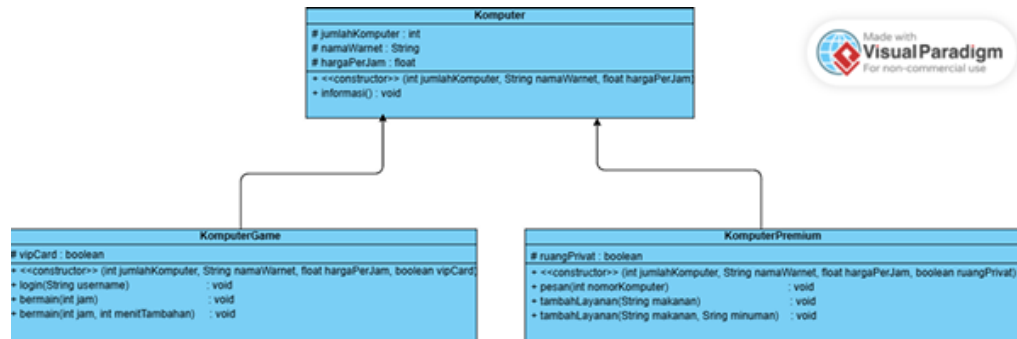 Komputer
# jumlahKomputer : int
# namaWarnet : String
# hargaPerJam : float
+ <<constructor>> (int jumlahKomputer, String namaWarnet, float hargaPerJam)
+ informasi() : void
Made with
Visual Paradigm
For non-commercial use
KomputerGame
# vipCard : boolean
+ <<constructor>> (int jumlahKomputer, String namaWarnet, float hargaPerJam, boolean vipCard)
+ login(String username) : void
+ bermain(int jam) : void
+ bermain(int jam, int menitTambahan) : void
KomputerPremium
# ruangPrivat : boolean
+ <<constructor>> (int jumlahKomputer, String namaWarnet, float hargaPerJam, boolean ruangPrivat)
+ pesan(int nomorKomputer) : void
+ tambahLayanan(String makanan) : void
+ tambahLayanan(String makanan, Sring minuman) : void